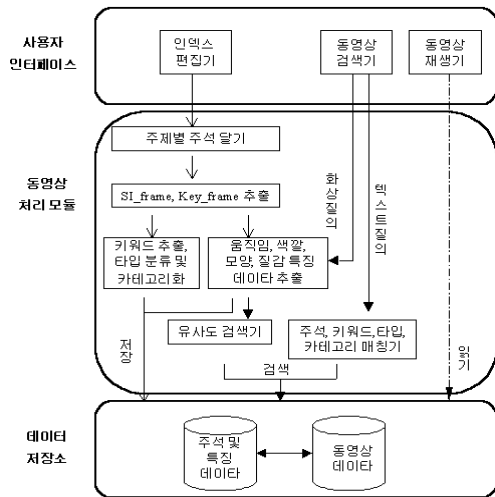 사용자
인터페이스
인덱스
편집기
동영상
검색기
동영상
재생기
주제별 주석 달기
동영상
처리 모듈
SI_frame, Key_frame 추출
화상질의
텍스트질의
키워드 추출,
타입 분류 및
카테고리화
움직임, 색깔,
모양, 질감 특징
데이타 추출
저장
유사도 검색기
주석, 키워드,타입,
카테고리 매칭기
읽기
검색
데이터
저장소
주석 및
특징
데이타
동영상
데이타